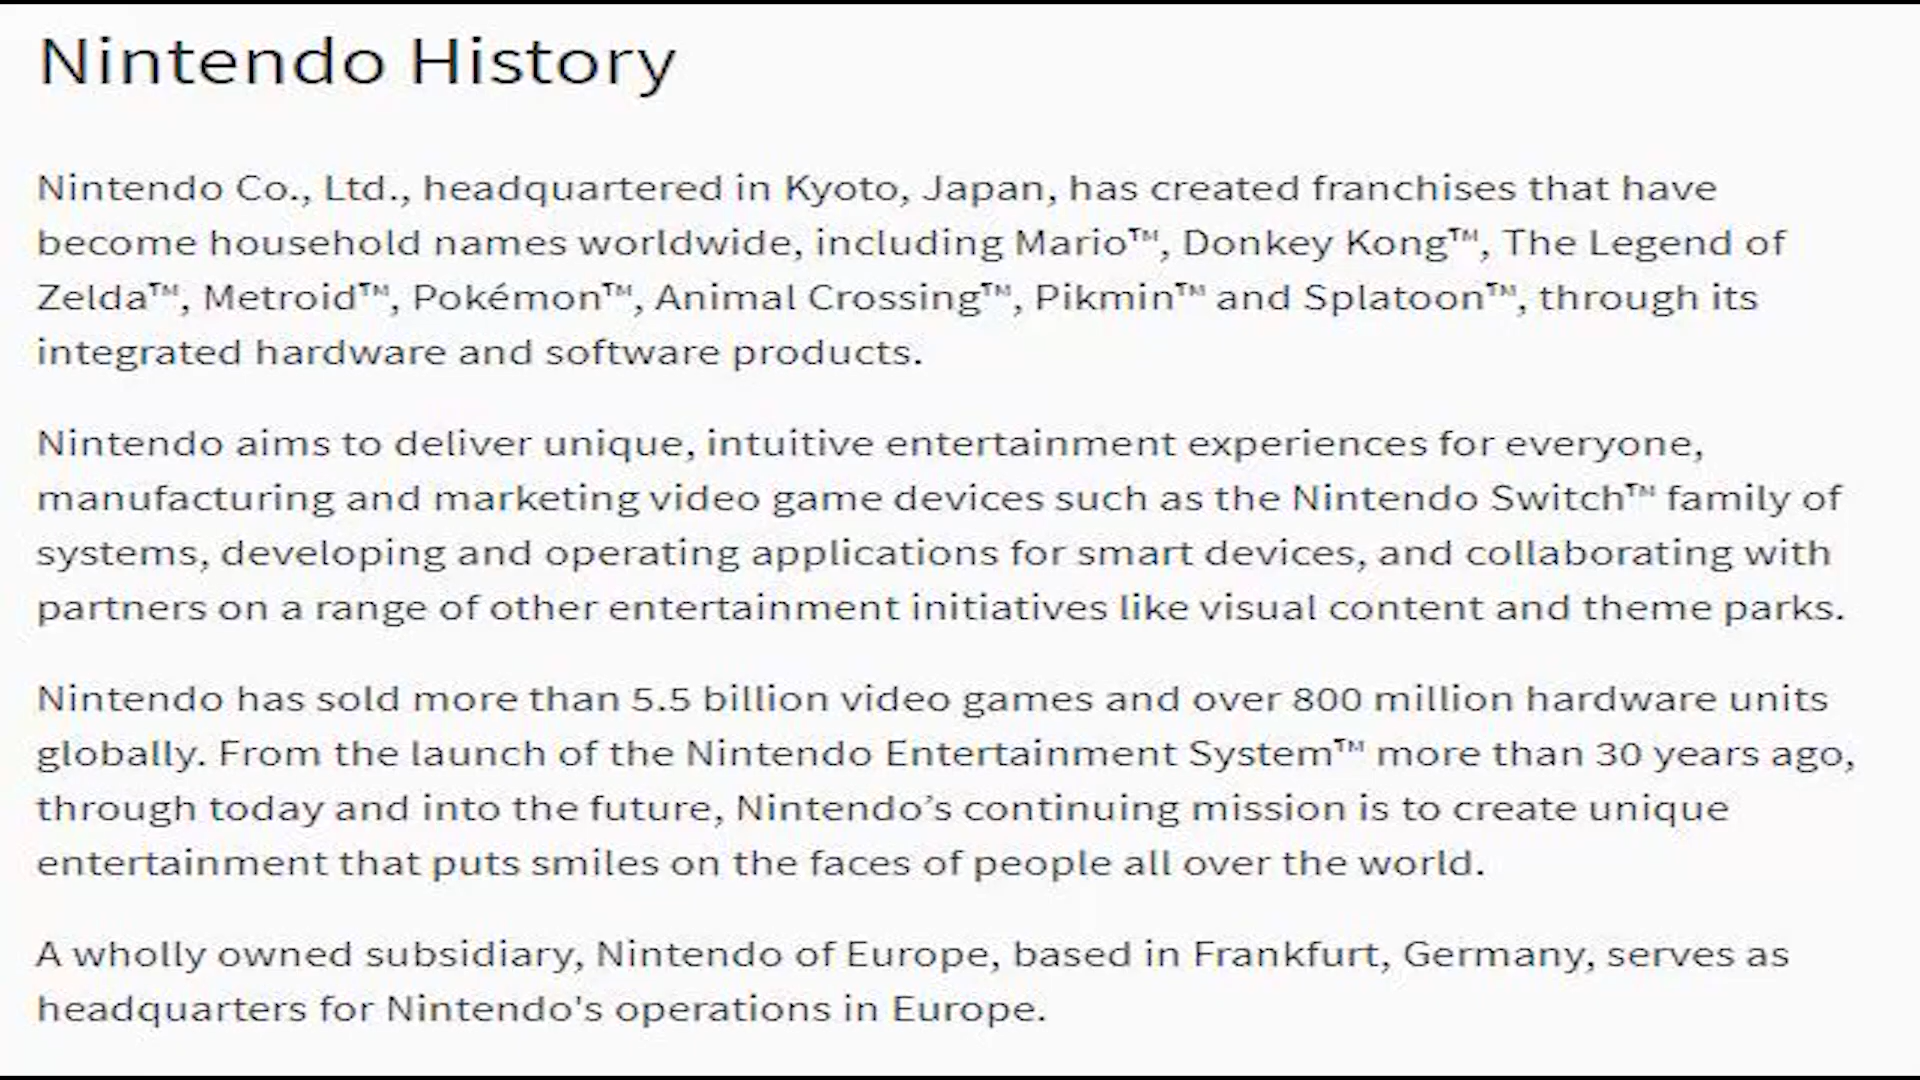 Nintendo History
Nintendo Co., Ltd., headquartered in Kyoto, Japan, has created franchises that have
become household names worldwide, including Mario™, Donkey Kong™, The Legend of
Zelda™, Metroid™, Pokémon™, Animal Crossing™, Pikmin™ and Splatoon™, through its
integrated hardware and software products.
Nintendo aims to deliver unique, intuitive entertainment experiences for everyone,
manufacturing and marketing video game devices such as the Nintendo Switch™ family of
systems, developing and operating applications for smart devices, and collaborating with
partners on a range of other entertainment initiatives like visual content and theme parks.
Nintendo has sold more than 5.5 billion video games and over 800 million hardware units
globally. From the launch of the Nintendo Entertainment System™ more than 30 years ago,
through today and into the future, Nintendo’s continuing mission is to create unique
entertainment that puts smiles on the faces of people all over the world.
A wholly owned subsidiary, Nintendo of Europe, based in Frankfurt, Germany, serves as
headquarters for Nintendo's operations in Europe.